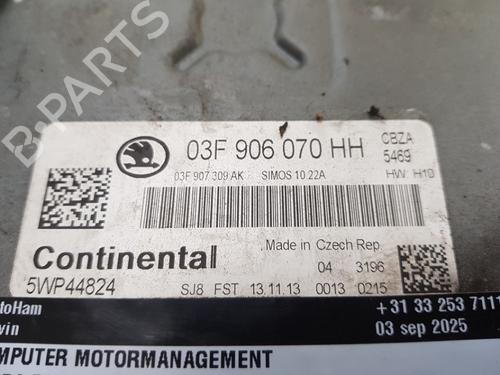 03F 906 070 HH
CBZA
5469
03F 907 309 AK SIMOS 10.22A HW: H10
Continental
Made in Czech Rep.
04 3196
5WP44824
SJ8 FST 13.11.13 0013 0215
+31 33 253 7111
03 sep 2025
MOTORMANAGEMENT
B-PARTS